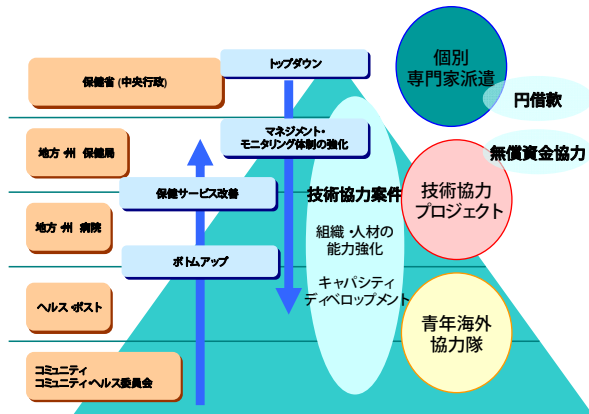 保健省 (中央行政)
トップダウン
個別
専門家派遣
円借款
マネジメント・
モニタリング体制の強化
地方・州 保健局
無償資金協力
保健サービス改善
技術協力案件
技術協力
プロジェクト
地方・州 病院
組織・人材の
能力強化
ボトムアップ
キャパシティ
ディベロップメント
ヘルス・ポスト
青年海外
協力隊
コミュニティ
コミュニティ・ヘルス委員会